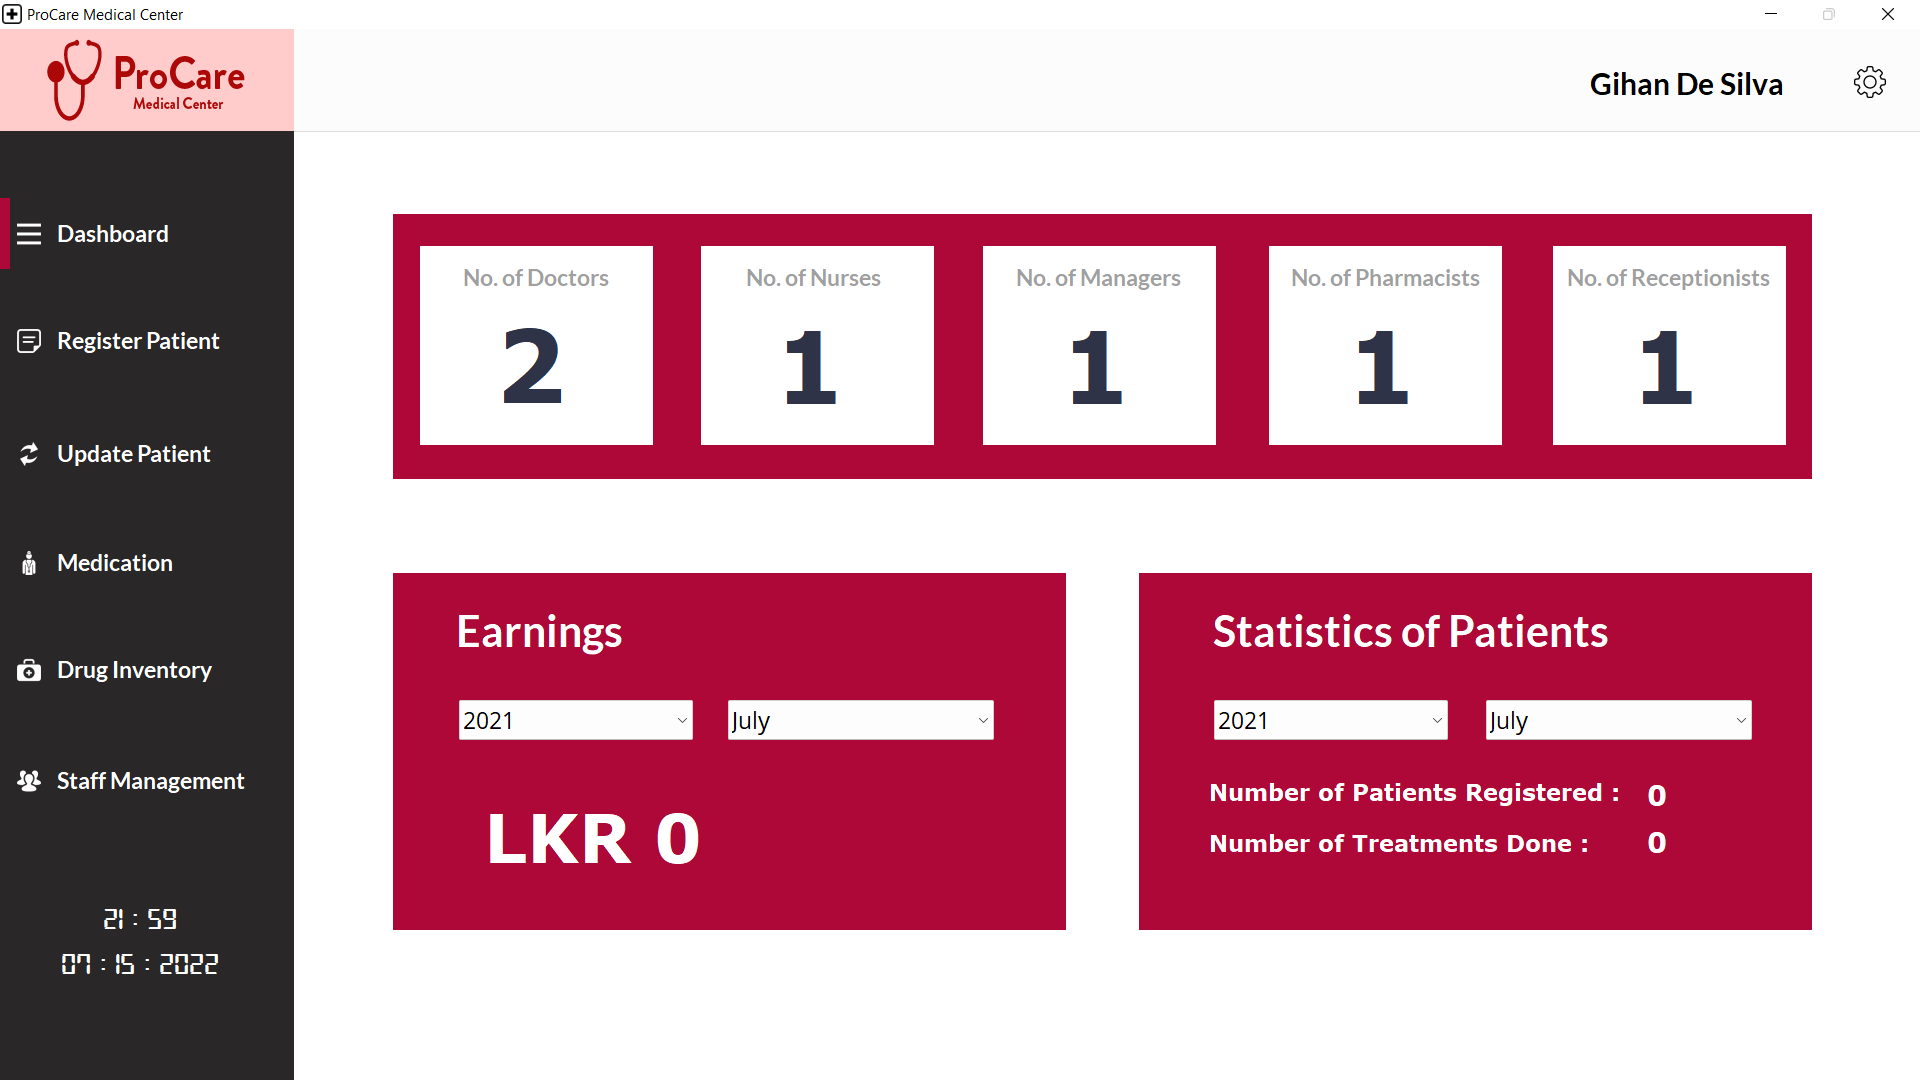 ProCare Medical Center
ProCare
Medical Center
Gihan De Silva
Dashboard
Register Patient
Update Patient
Medication
Drug Inventory
Staff Management
21 : 59
07 : 15 : 2022
No. of Doctors
2
No. of Nurses
1
No. of Managers
1
No. of Pharmacists
1
No. of Receptionists
1
Earnings
2021
July
LKR 0
Statistics of Patients
2021
July
Number of Patients Registered : 0
Number of Treatments Done : 0